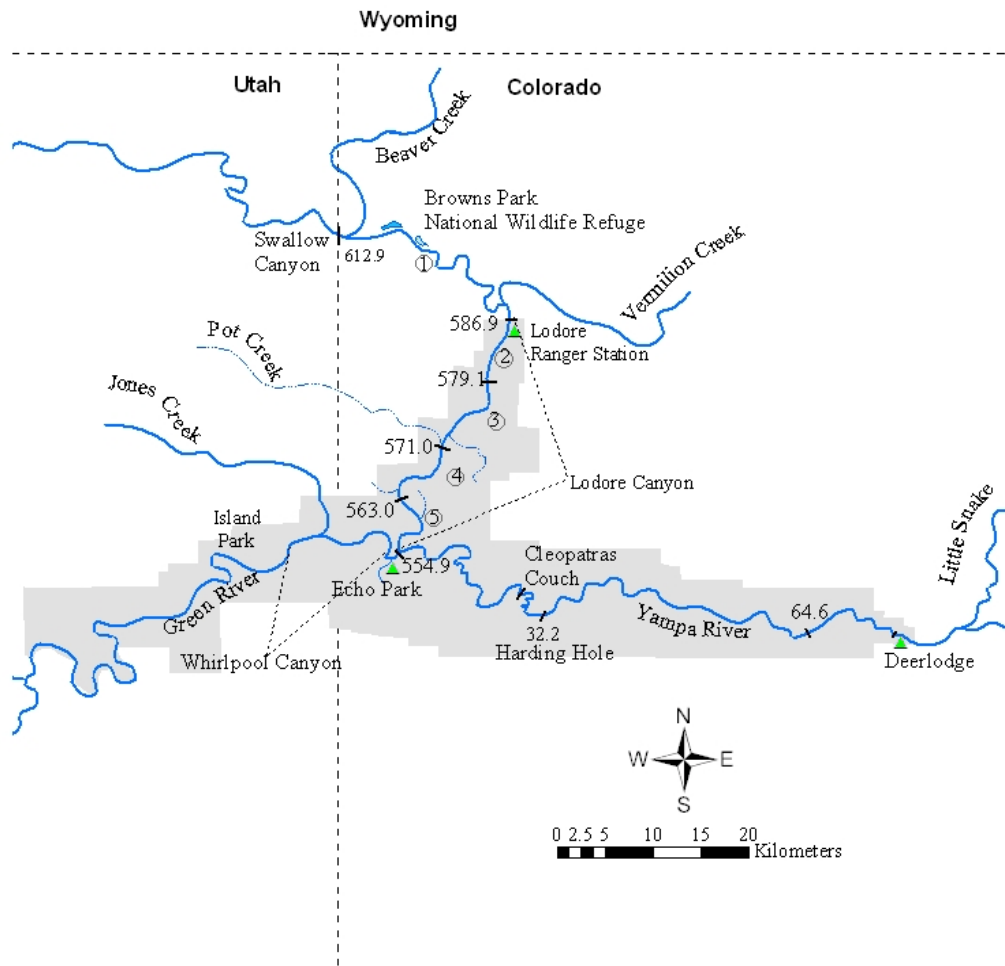 Wyoming
Utah
Colorado
Beaver Creek
Browns Park
National Wildlife Refuge
Swallow
Canyon
612.9
1
Vermilion Creek
586.9
Lodore
Ranger Station
Pot Creek
2
579.1
Jones Creek
3
571.0
4
Lodore Canyon
563.0
5
Island
Park
Little Snake
Cleopatras
Couch
554.9
Echo Park
Green River
64.6
Yampa River
32.2
Harding Hole
Whirlpool Canyon
Deerlodge
N
W
E
S
0 2.5 5 10 15 20
Kilometers